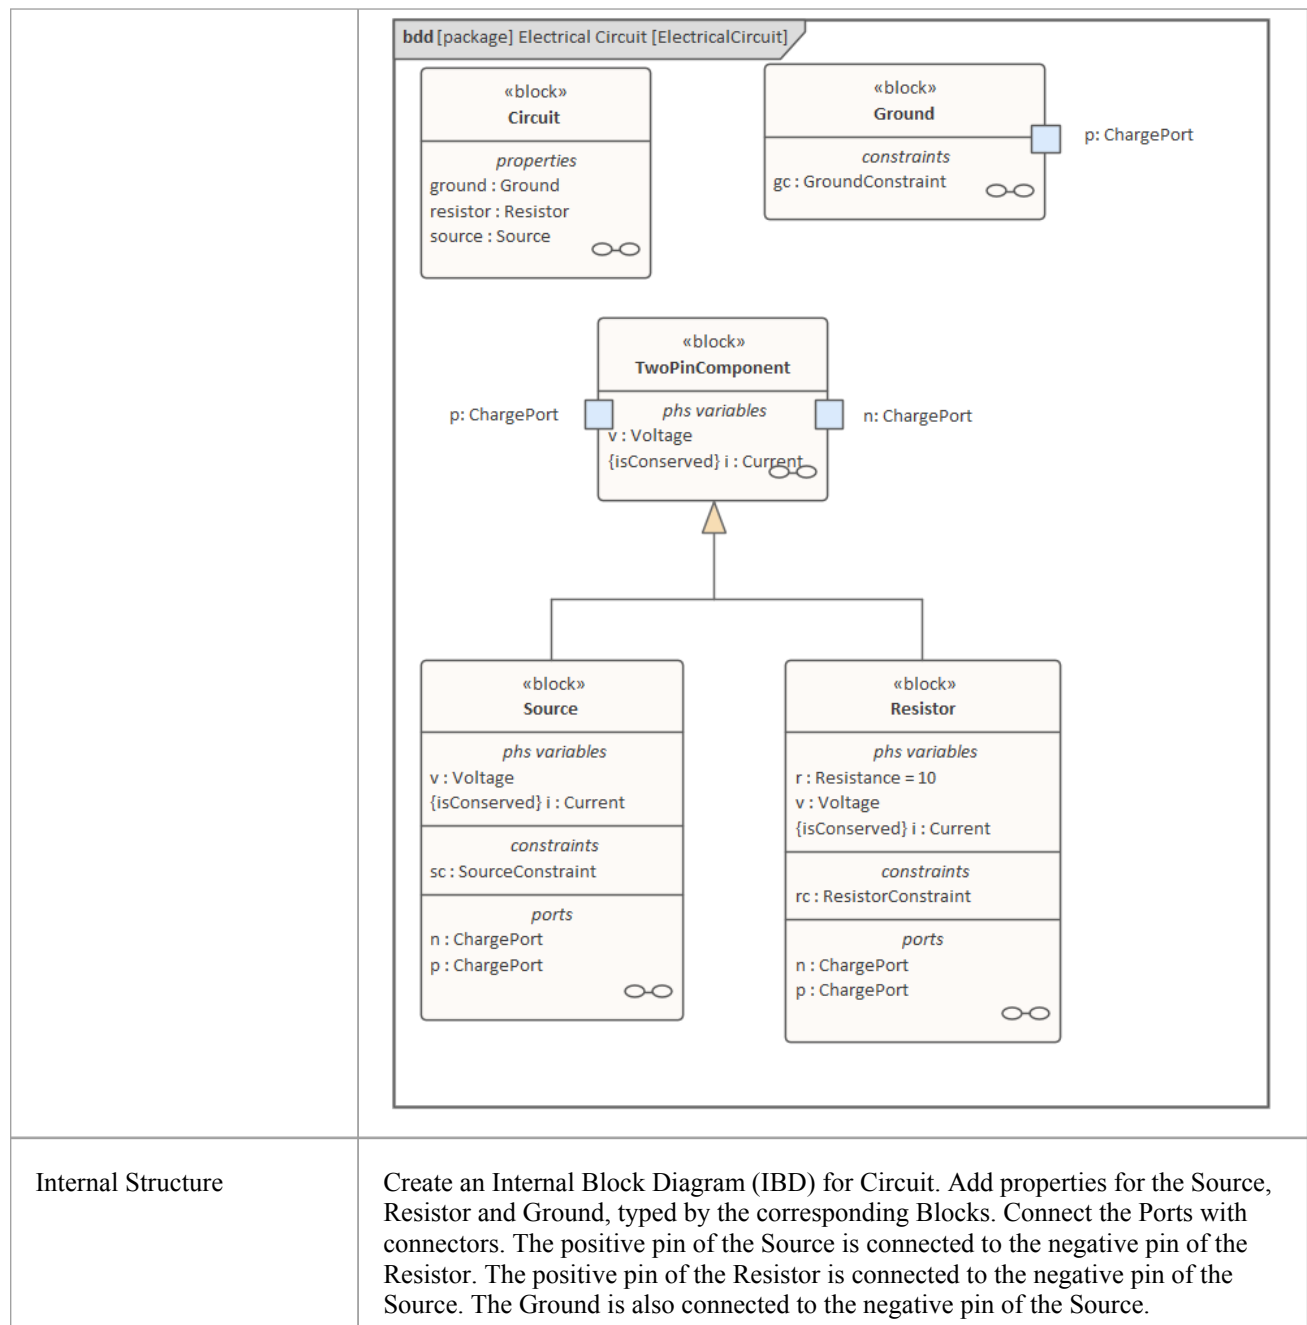 bdd [package] Electrical Circuit [ElectricalCircuit]
«block»
Circuit
properties
ground : Ground
resistor : Resistor
source : Source
«block»
Ground
constraints
gc : GroundConstraint
p: ChargePort
«block»
TwoPinComponent
phs variables
v : Voltage
{isConserved} i : Current
p: ChargePort
n: ChargePort
«block»
Source
phs variables
v : Voltage
{isConserved} i : Current
constraints
sc : SourceConstraint
ports
n : ChargePort
p : ChargePort
«block»
Resistor
phs variables
r : Resistance = 10
v : Voltage
{isConserved} i : Current
constraints
rc : ResistorConstraint
ports
n : ChargePort
p : ChargePort
Internal Structure
Create an Internal Block Diagram (IBD) for Circuit. Add properties for the Source,
Resistor and Ground, typed by the corresponding Blocks. Connect the Ports with
connectors. The positive pin of the Source is connected to the negative pin of the
Resistor. The positive pin of the Resistor is connected to the negative pin of the
Source. The Ground is also connected to the negative pin of the Source.